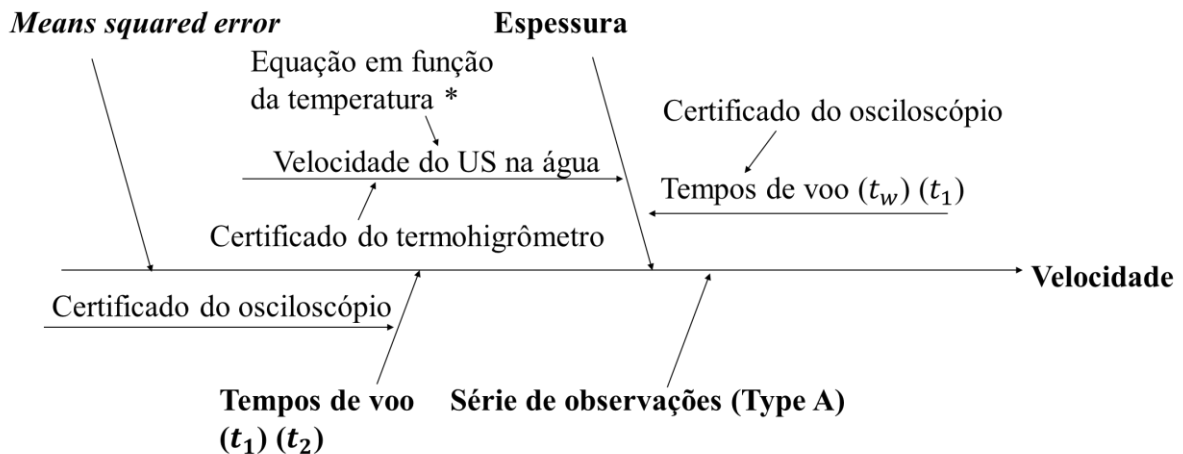 Means squared error
Espessura
Equação em função
da temperatura *
Certificado do osciloscópio
Velocidade do US na água
Tempos de voo (t_w) (t_1)
Certificado do termohigrômetro
Velocidade
Certificado do osciloscópio
Tempos de voo
(t_1) (t_2)
Série de observações (Type A)